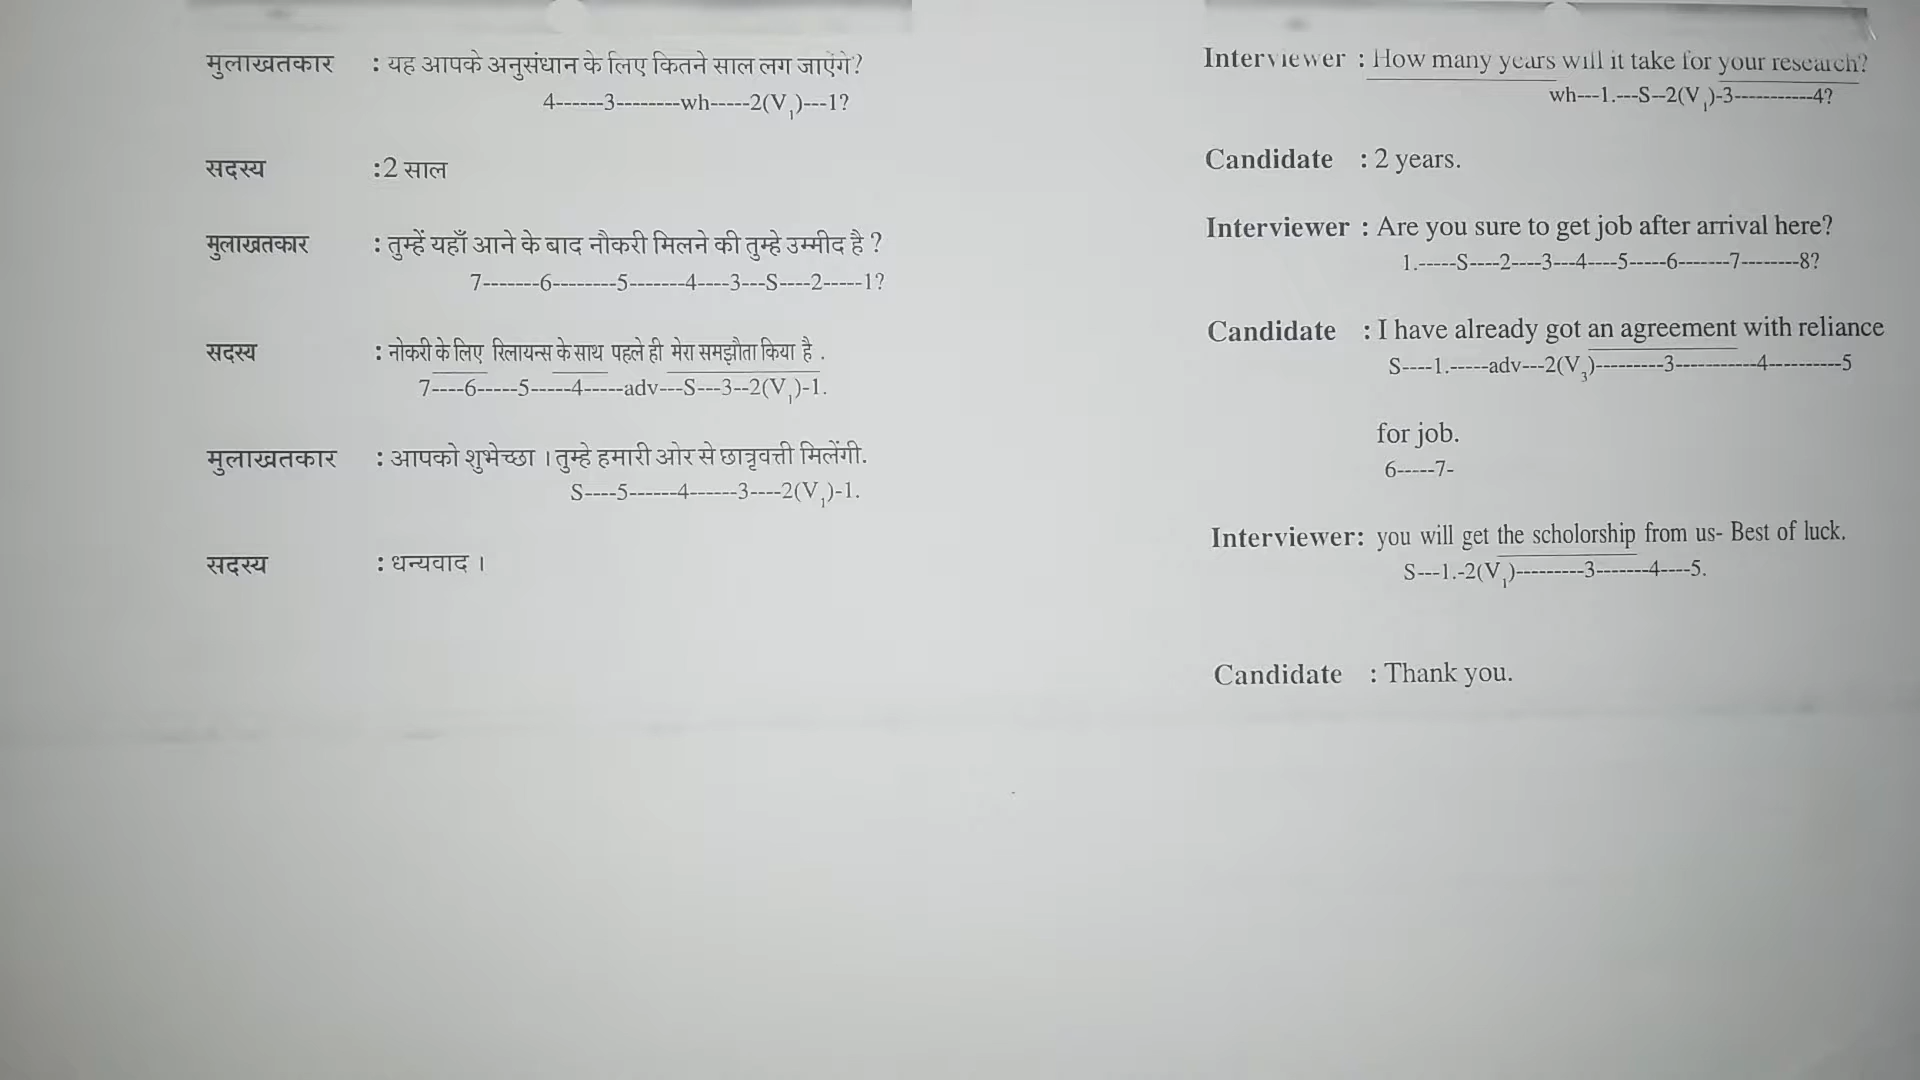 मुलाखतकार : यह आपके अनुसंधान के लिए कितने साल लग जाएंगे?
4------3--------wh-----2(V1)---1?
सदस्य :2 साल
मुलाखतकार : तुम्हें यहाँ आने के बाद नौकरी मिलने की तुम्हे उम्मीद है ?
7-------6--------5-------4----3---S----2-----1?
सदस्य : नोकरी के लिए रिलायन्स के साथ पहले ही मेरा समझौता किया है .
7----6-----5-----4-----adv---S---3--2(V1)-1.
मुलाखतकार : आपको शुभेच्छा । तुम्हे हमारी ओर से छात्रृवत्ती मिलेंगी.
S----5------4------3----2(V1)-1.
सदस्य : धन्यवाद ।
Interviewer : How many years will it take for your research?
wh---1.---S--2(V1)-3-----------4?
Candidate : 2 years.
Interviewer : Are you sure to get job after arrival here?
1.-----S----2----3---4----5-----6-------7--------8?
Candidate : I have already got an agreement with reliance
S----1.-----adv---2(V3)---------3-----------4----------5
for job.
6-----7-
Interviewer: you will get the scholorship from us- Best of luck.
S---1.-2(V1)---------3-------4----5.
Candidate : Thank you.